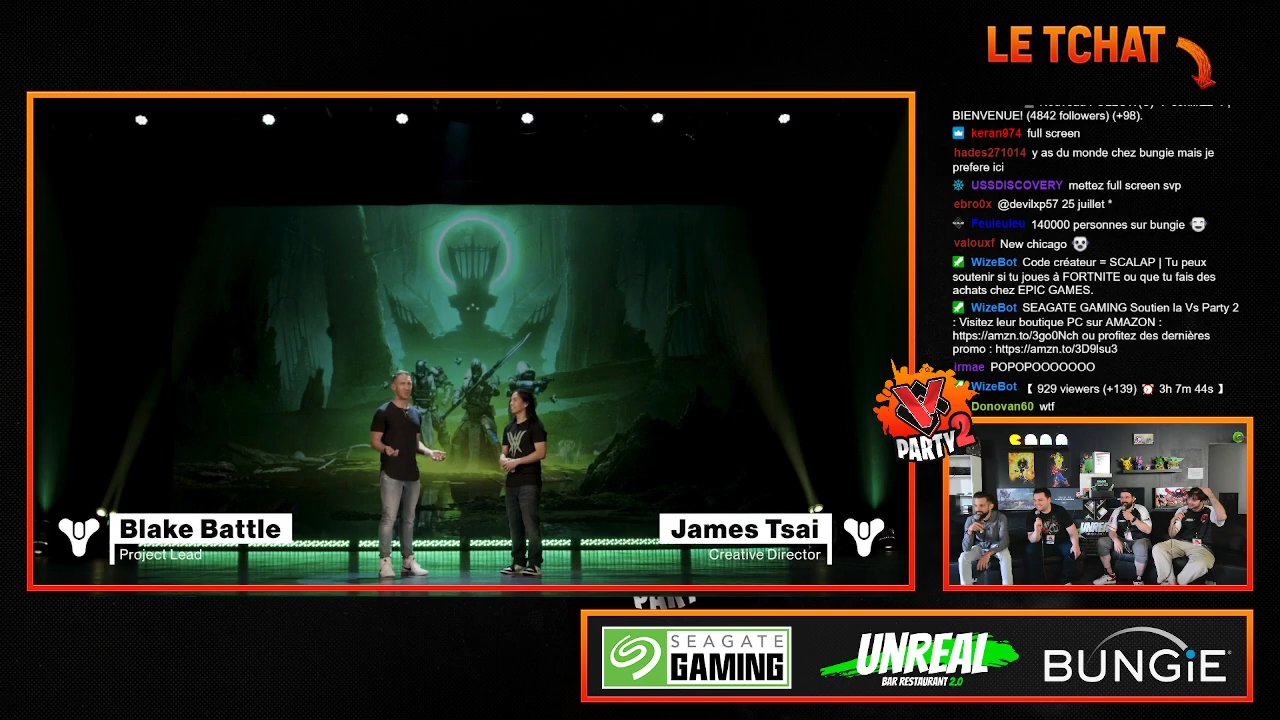 LE TCHAT
BIENVENUE! (4842 followers) (+98).
keran974 full screen
hades271014 y as du monde chez bungie mais je
prefere ici
USSDISCOVERY mettez full screen svp
ebro0x @devilxp57 25 juillet *
Feuleuleu 140000 personnes sur bungie
valouxf New chicago
WizeBot Code créateur = SCALAP | Tu peux
soutenir si tu joues à FORTNITE ou que tu fais des
achats chez EPIC GAMES.
WizeBot SEAGATE GAMING Soutien la Vs Party 2
: Visitez leur boutique PC sur AMAZON :
https://amzn.to/3go0Nch ou profitez des dernières
promo : https://amzn.to/3D9lsu3
irmae POPOPOOOOOOO
WizeBot 【 929 viewers (+139) 3h 7m 44s 】
Donovan60 wtf
PARTY 2
Blake Battle
Project Lead
James Tsai
Creative Director
UNREAL
PARTY
SEAGATE
GAMING
UNREAL
BAR RESTAURANT 2.0
BUNGiE